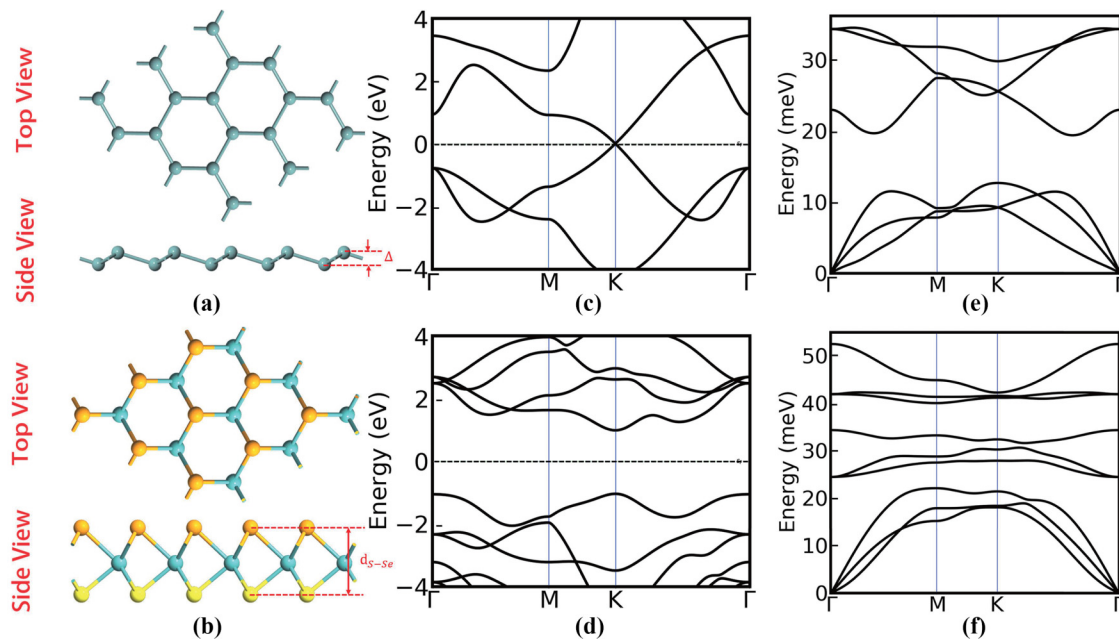 Top View
Side View
Δ
(a)
Energy (eV)
4
2
0
−2
−4
Γ
M
K
Γ
(c)
Energy (meV)
30
20
10
0
Γ
M
K
Γ
(e)
Top View
Side View
d_{S−Se}
(b)
Energy (eV)
4
2
0
−2
−4
Γ
M
K
Γ
(d)
Energy (meV)
50
40
30
20
10
0
Γ
M
K
Γ
(f)